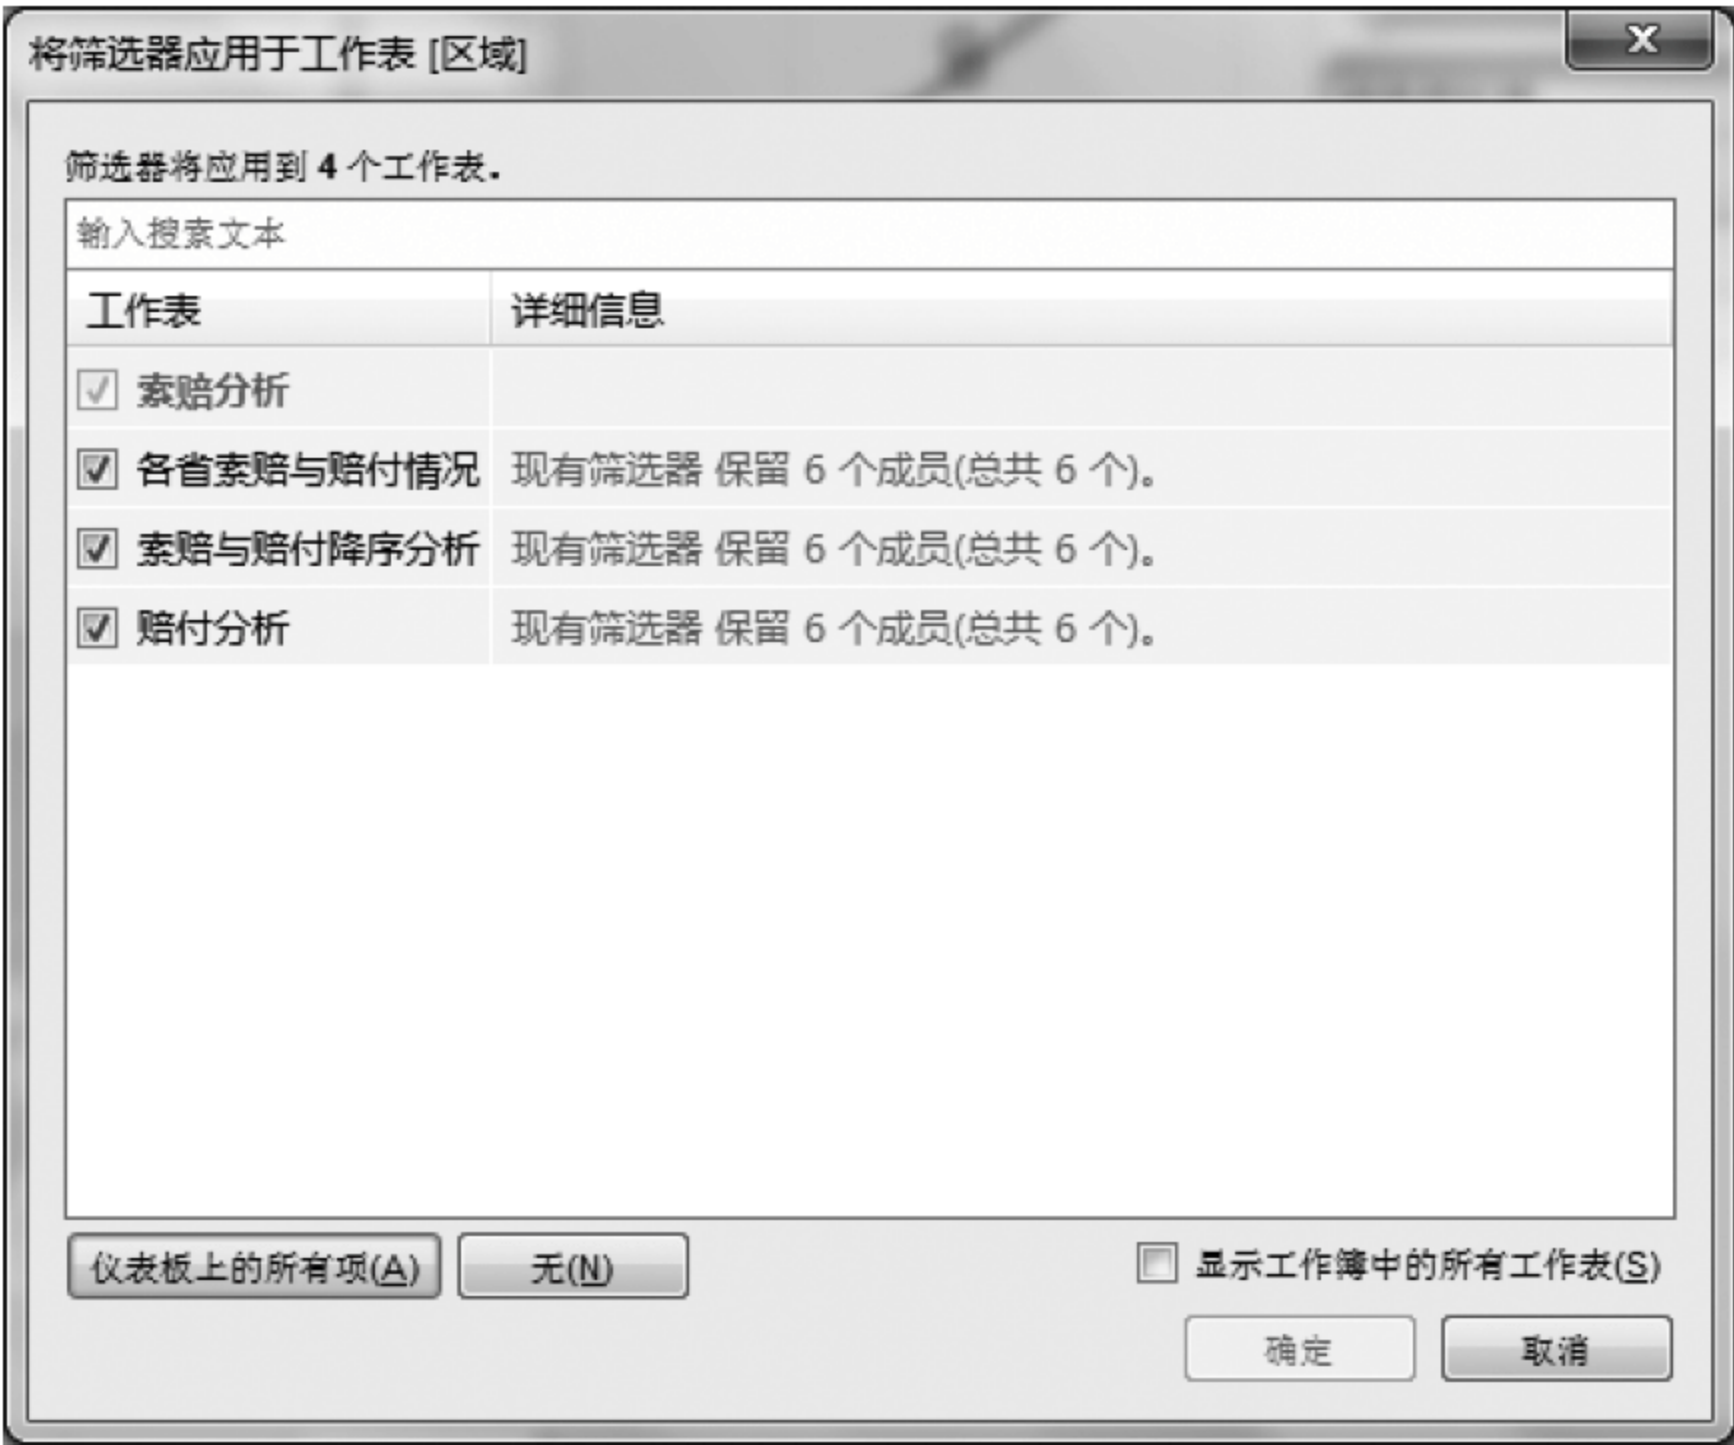 将筛选器应用于工作表 [区域]
筛选器将应用到 4 个工作表。
输入搜索文本
工作表 详细信息
索赔分析
各省索赔与赔付情况 现有筛选器 保留 6 个成员(总共 6 个)。
索赔与赔付降序分析 现有筛选器 保留 6 个成员(总共 6 个)。
赔付分析 现有筛选器 保留 6 个成员(总共 6 个)。
仪表板上的所有项(A) 无(N) 显示工作簿中的所有工作表(S)
确定 取消